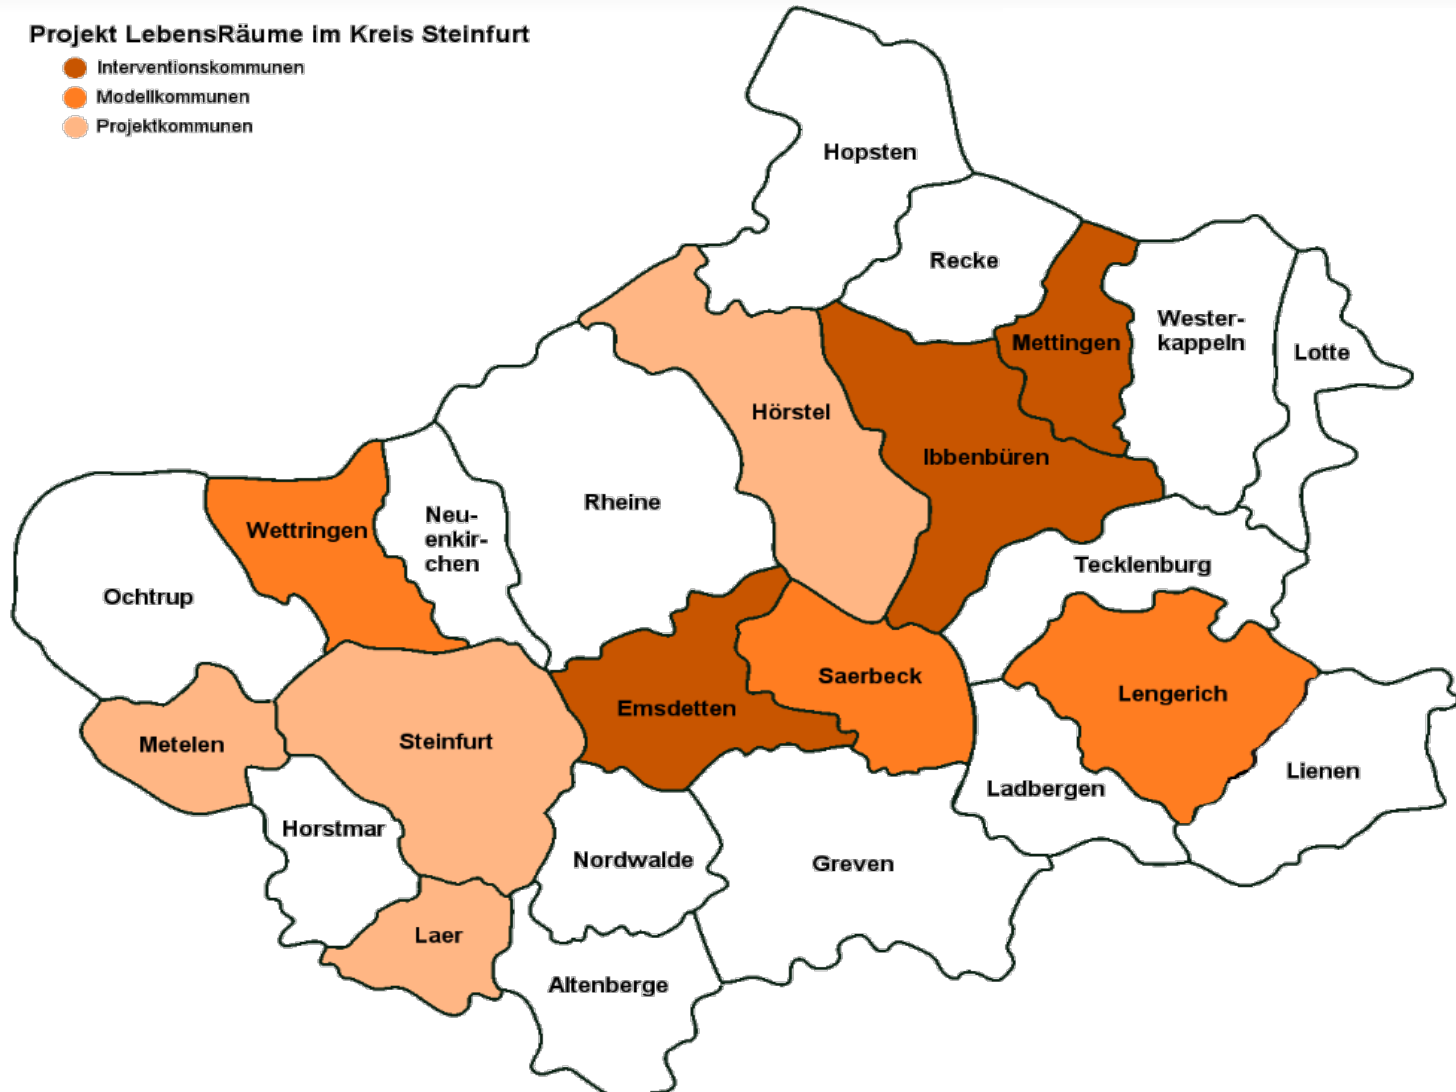 Projekt LebensRäume im Kreis Steinfurt
Interventionskommunen
Modellkommunen
Projektkommunen
Hopsten
Recke
Mettingen
Wester-
kappeln
Lotte
Hörstel
Ibbenbüren
Rheine
Neu-
enkir-
chen
Wettringen
Ochtrup
Tecklenburg
Saerbeck
Lengerich
Emsdetten
Steinfurt
Metelen
Lienen
Ladbergen
Horstmar
Nordwalde
Greven
Laer
Altenberge